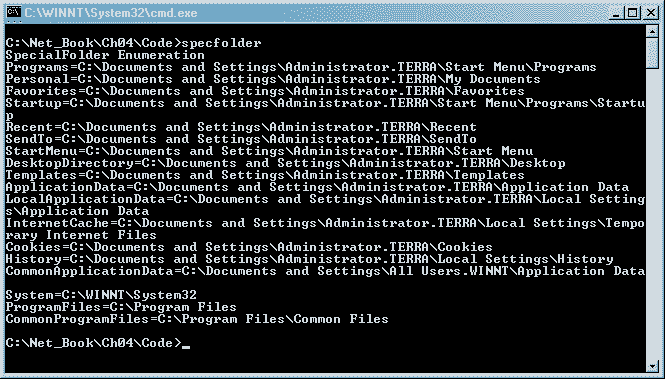 C:\WINNT\System32\cmd.exe
C:\Net_Book\Ch04\Code>specfolder
SpecialFolder Enumeration
Programs=C:\Documents and Settings\Administrator.TERRA\Start Menu\Programs
Personal=C:\Documents and Settings\Administrator.TERRA\My Documents
Favorites=C:\Documents and Settings\Administrator.TERRA\Favorites
Startup=C:\Documents and Settings\Administrator.TERRA\Start Menu\Programs\Startu
p
Recent=C:\Documents and Settings\Administrator.TERRA\Recent
SendTo=C:\Documents and Settings\Administrator.TERRA\SendTo
StartMenu=C:\Documents and Settings\Administrator.TERRA\Start Menu
DesktopDirectory=C:\Documents and Settings\Administrator.TERRA\Desktop
Templates=C:\Documents and Settings\Administrator.TERRA\Templates
ApplicationData=C:\Documents and Settings\Administrator.TERRA\Application Data
LocalApplicationData=C:\Documents and Settings\Administrator.TERRA\Local Setting
s\Application Data
InternetCache=C:\Documents and Settings\Administrator.TERRA\Local Settings\Tempo
rary Internet Files
Cookies=C:\Documents and Settings\Administrator.TERRA\Cookies
History=C:\Documents and Settings\Administrator.TERRA\Local Settings\History
CommonApplicationData=C:\Documents and Settings\All Users.WINNT\Application Data
System=C:\WINNT\System32
ProgramFiles=C:\Program Files
CommonProgramFiles=C:\Program Files\Common Files
C:\Net_Book\Ch04\Code>_